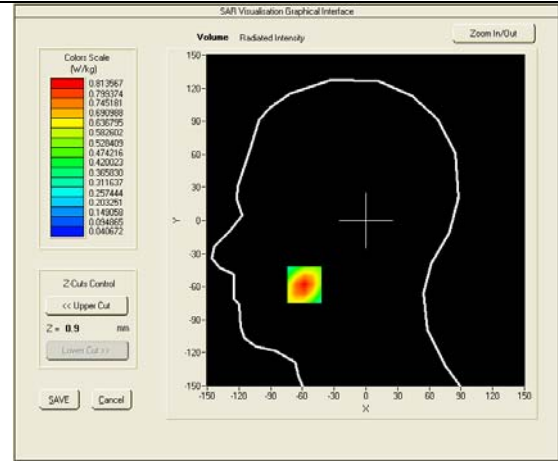 SAR Visualisation Graphical Interface
Volume Radiated Intensity
Zoom In/Out
Colors Scale
(W/kg)
0.813567
0.799374
0.745181
0.690988
0.636795
0.582602
0.528409
0.474216
0.420023
0.365830
0.311637
0.257444
0.203251
0.149058
0.094865
0.040672
Z-Cuts Control
<< Upper Cut
Z = 0.9 mm
Lower Cut >>
SAVE Cancel
150
120
90
60
30
0
-30
-60
-90
-120
-150
Y
-150 -120 -90 -60 -30 0 30 60 90 120 150
X